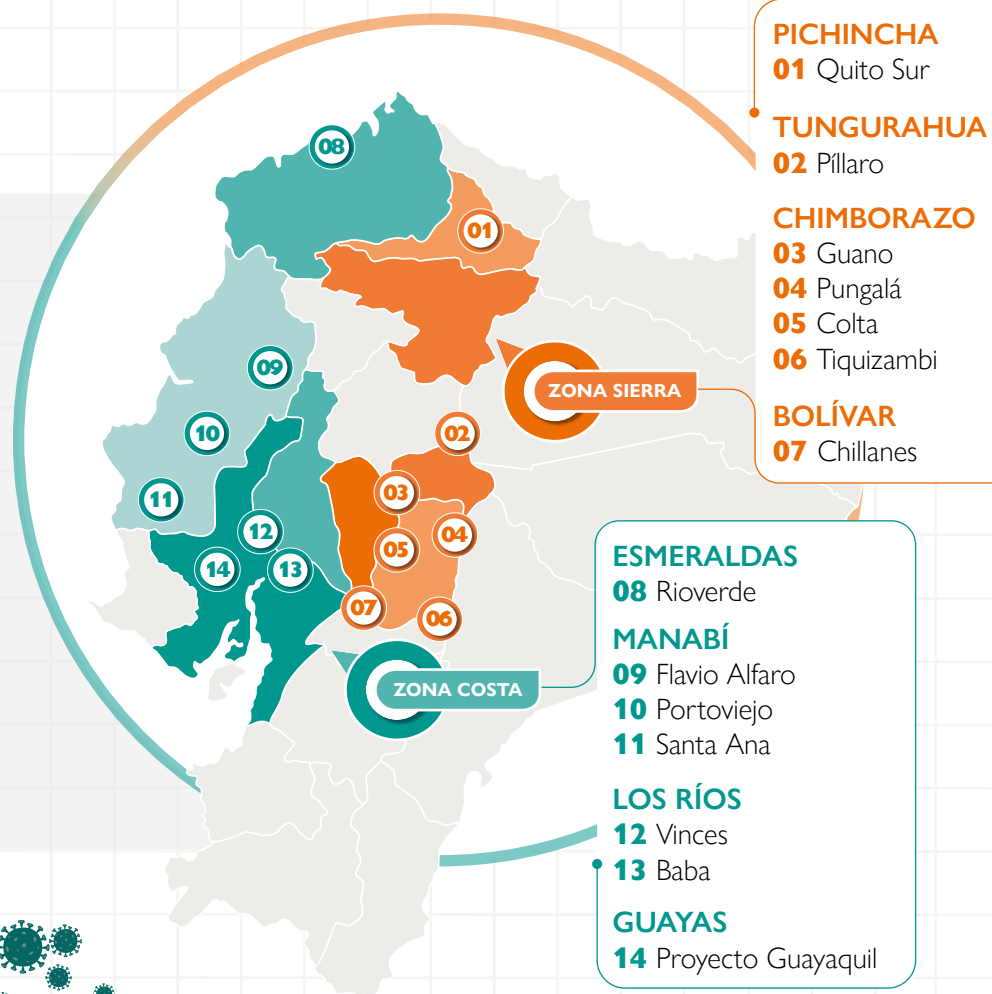 PICHINCHA
01 Quito Sur
TUNGURAHUA
02 Píllaro
CHIMBORAZO
03 Guano
04 Pungalá
05 Colta
06 Tiquizambi
BOLÍVAR
07 Chillanes
08
01
09
ZONA SIERRA
10
02
11
03
12
04
05
14
13
07
06
ZONA COSTA
ESMERALDAS
08 Rioverde
MANABÍ
09 Flavio Alfaro
10 Portoviejo
11 Santa Ana
LOS RÍOS
12 Vinces
13 Baba
GUAYAS
14 Proyecto Guayaquil